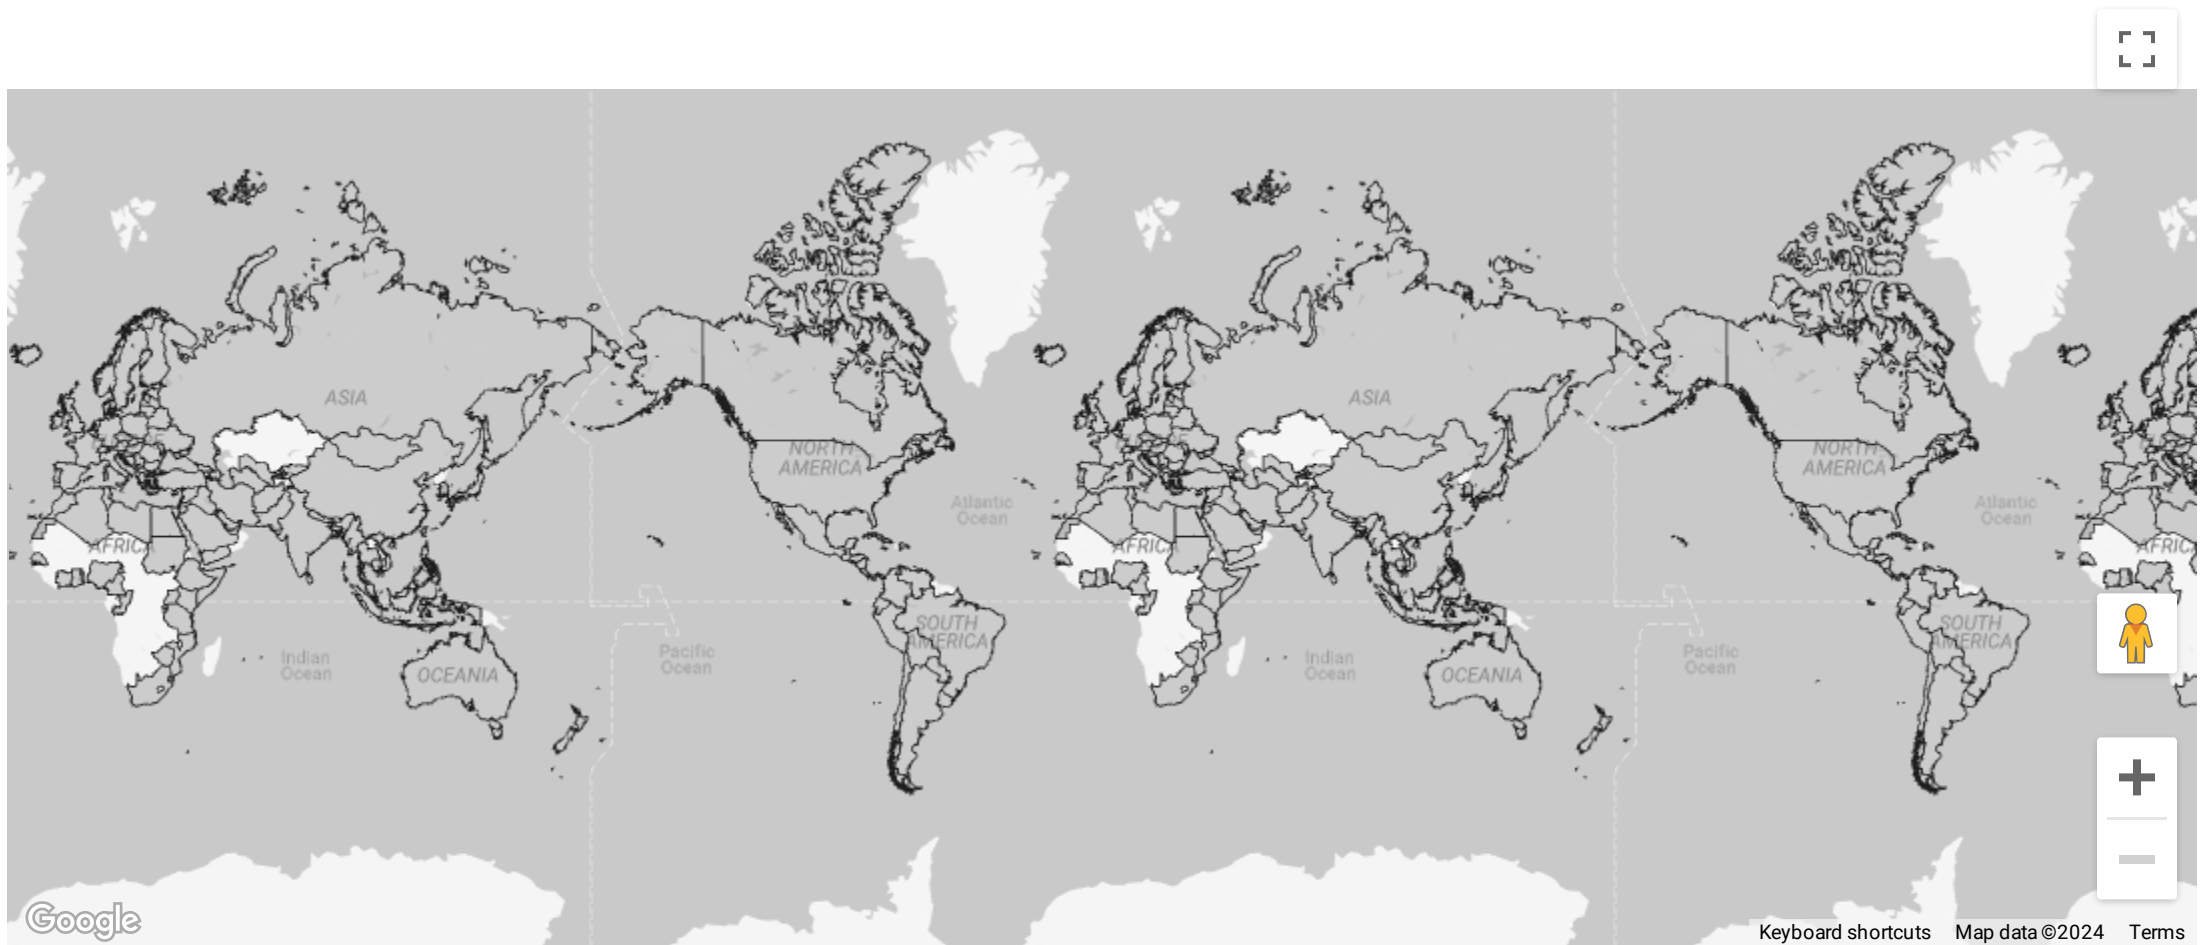 ASIA
NORTH
AMERICA
Atlantic
Ocean
AFRICA
SOUTH
AMERICA
Indian
Ocean
OCEANIA
Pacific
Ocean
ASIA
NORTH
AMERICA
Atlantic
Ocean
AFRICA
AFRICA
SOUTH
AMERICA
Indian
Ocean
OCEANIA
Pacific
Ocean
Google
Keyboard shortcuts Map data ©2024 Terms